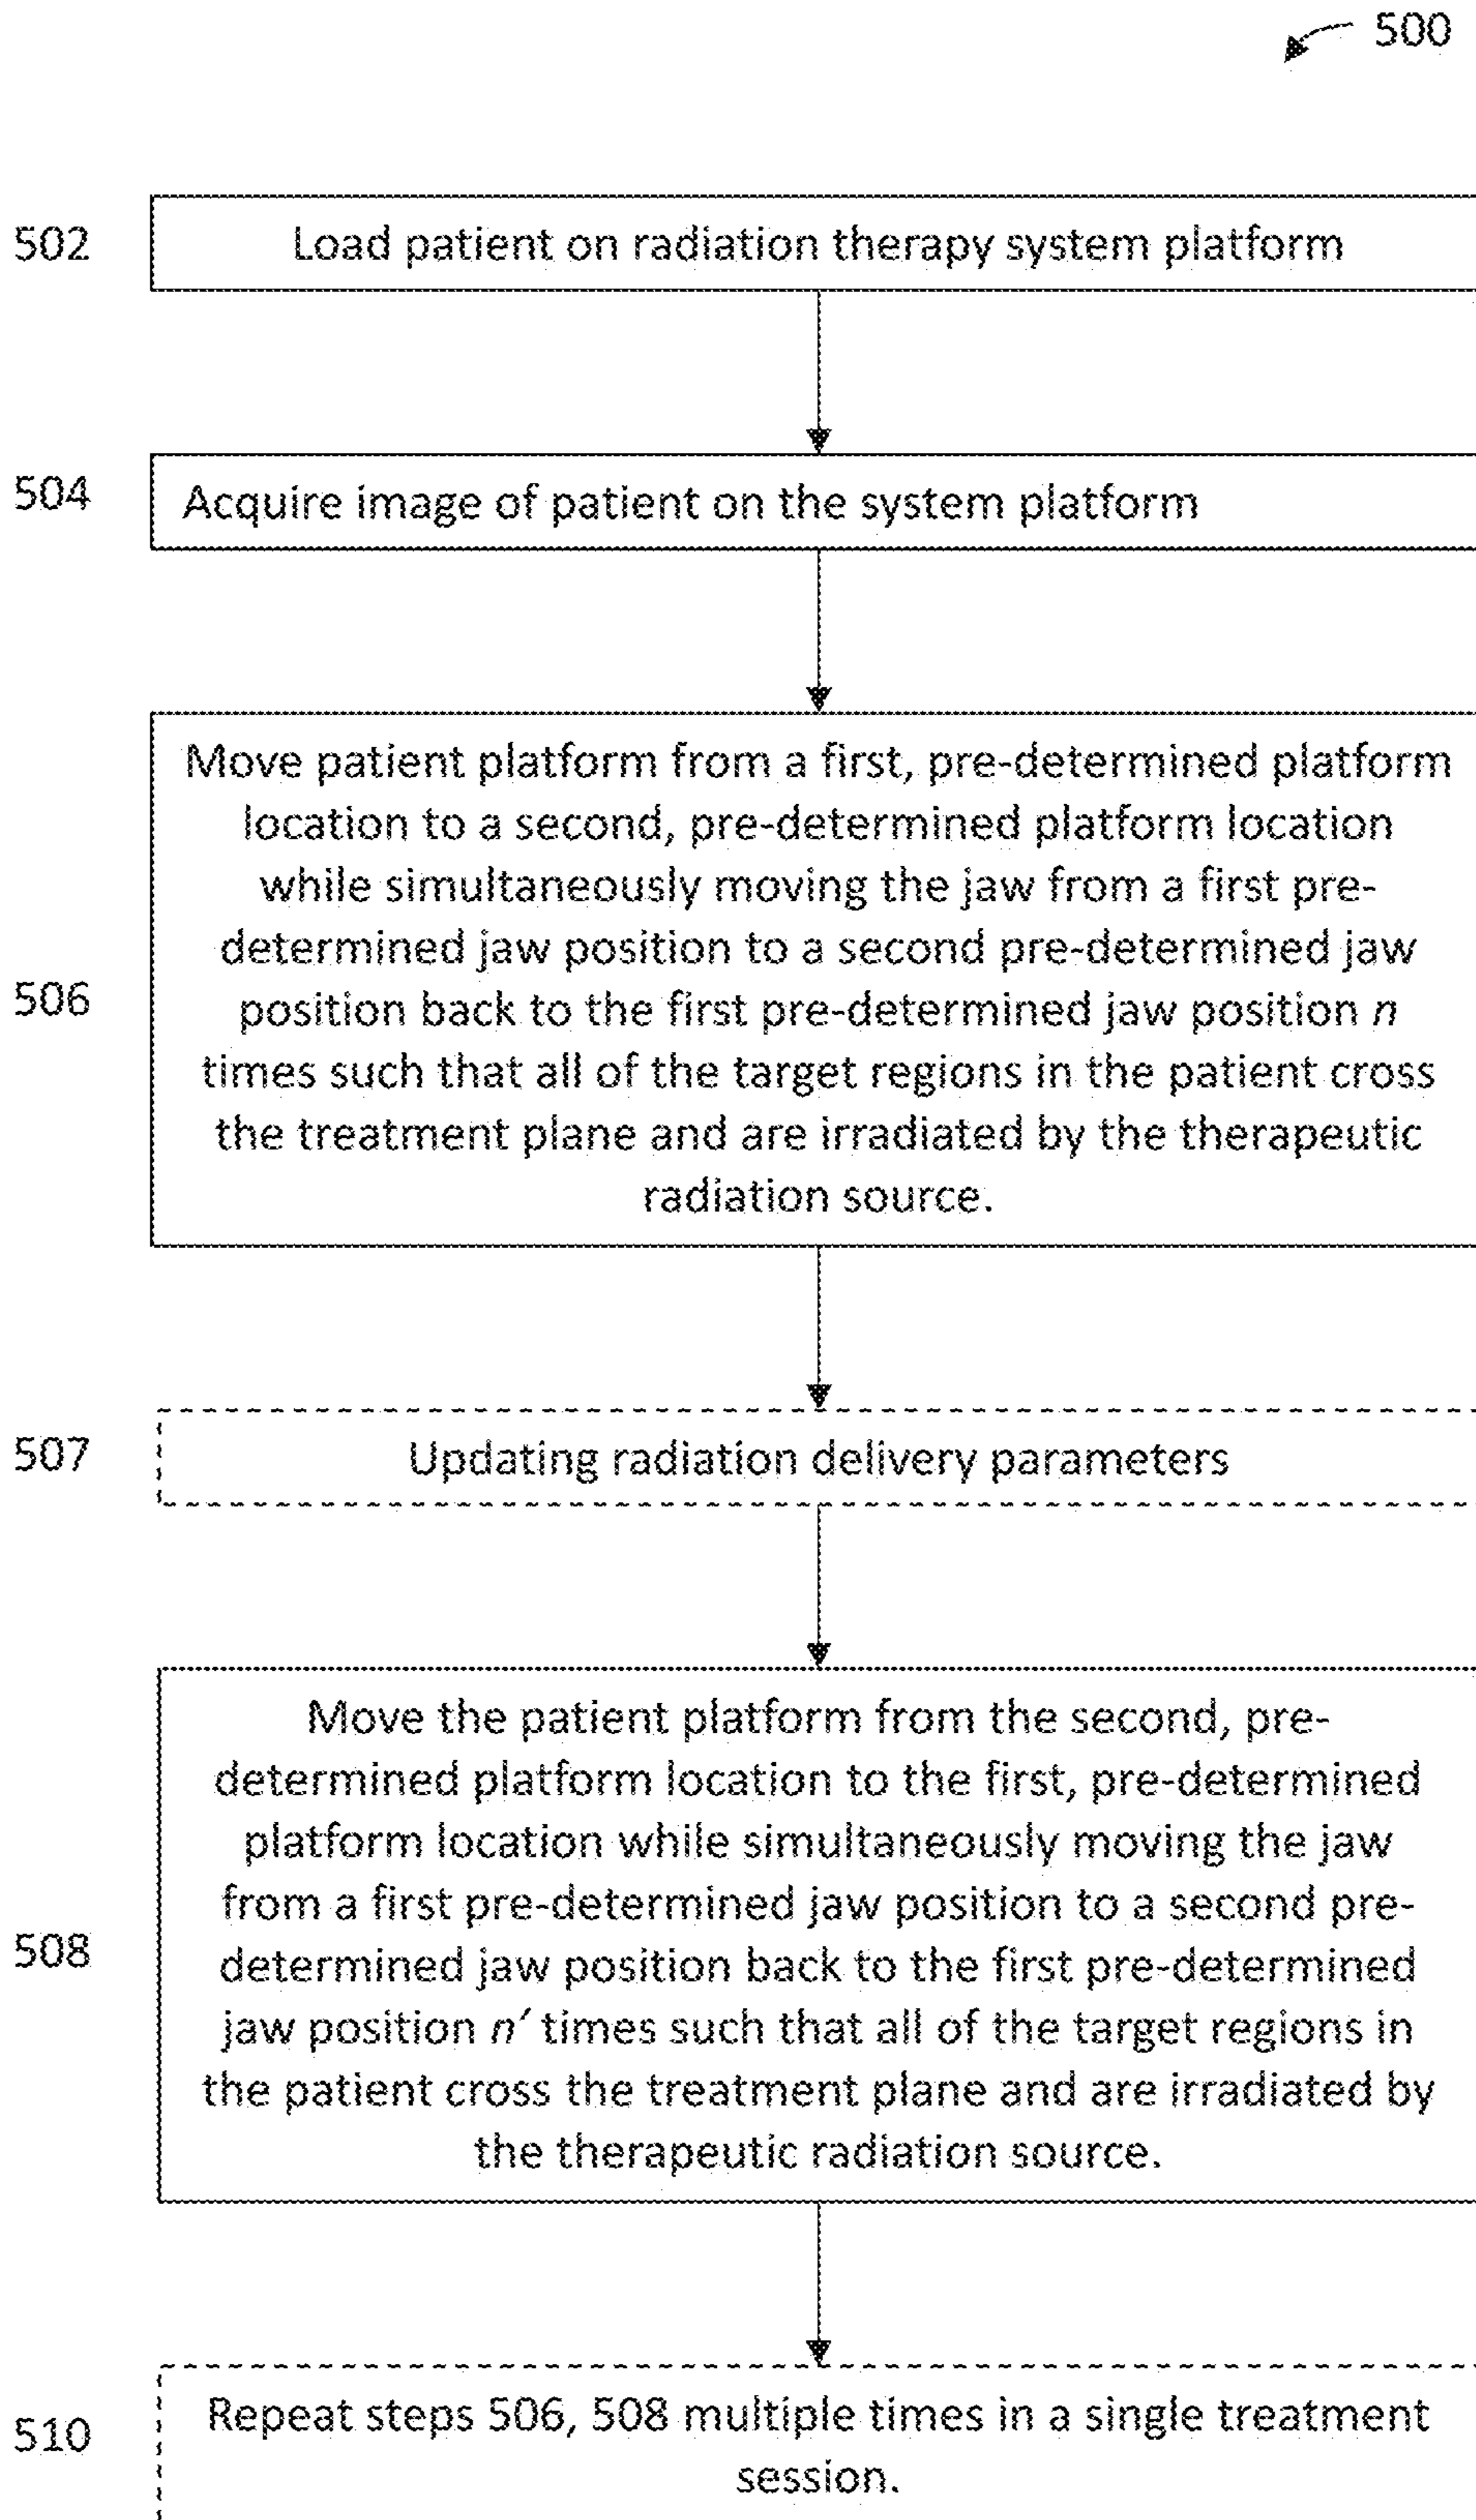 500
502
Load patient on radiation therapy system platform
504
Acquire image of patient on the system platform
506
Move patient platform from a first, pre-determined platform
location to a second, pre-determined platform location
while simultaneously moving the jaw from a first pre-
determined jaw position to a second pre-determined jaw
position back to the first pre-determined jaw position n
times such that all of the target regions in the patient cross
the treatment plane and are irradiated by the therapeutic
radiation source.
507
Updating radiation delivery parameters
508
Move the patient platform from the second, pre-
determined platform location to the first, pre-determined
platform location while simultaneously moving the jaw
from a first pre-determined jaw position to a second pre-
determined jaw position back to the first pre-determined
jaw position n′ times such that all of the target regions in
the patient cross the treatment plane and are irradiated by
the therapeutic radiation source.
510
Repeat steps 506, 508 multiple times in a single treatment
session.